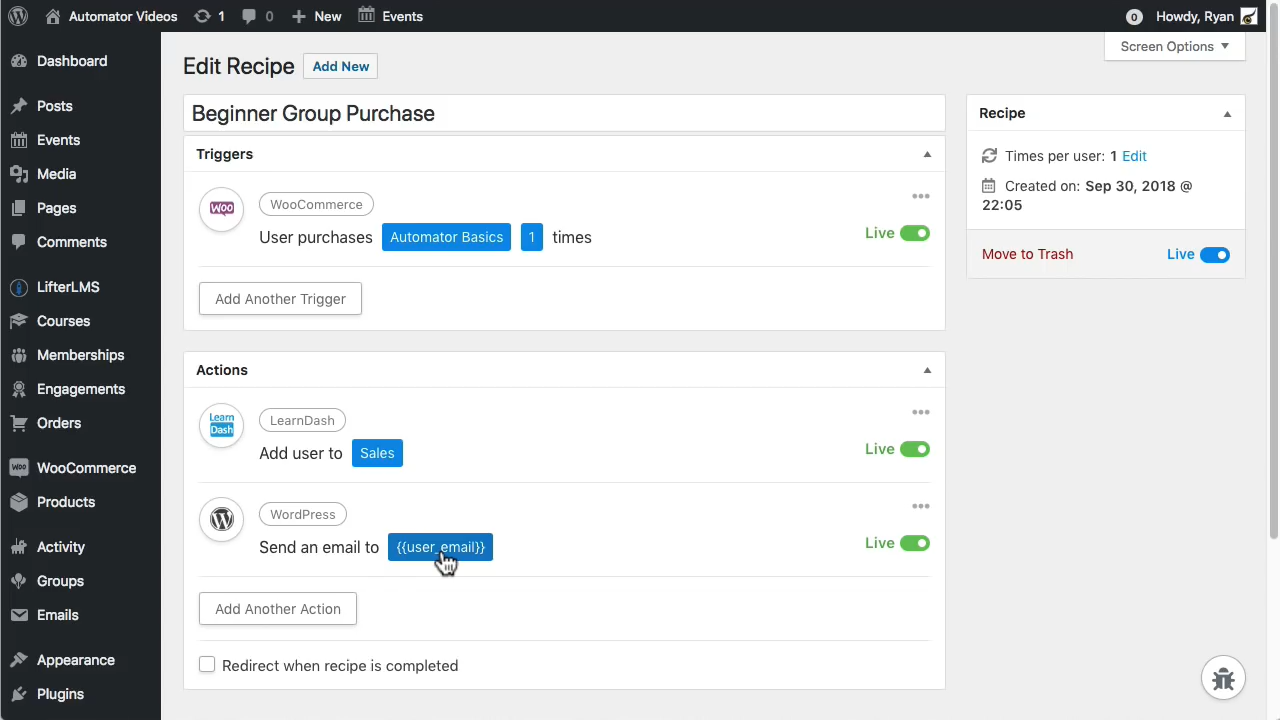 Automator Videos
1
0
New
Events
0
Howdy, Ryan
Screen Options
Dashboard
Posts
Events
Media
Pages
Comments
LifterLMS
Courses
Memberships
Engagements
Orders
WOO
WooCommerce
Products
Activity
Groups
Emails
Appearance
Plugins
Edit Recipe
Add New
Beginner Group Purchase
Triggers
WOO
WooCommerce
User purchases Automator Basics 1 times
Live
Add Another Trigger
Actions
Learn
Dash
LearnDash
Add user to Sales
Live
WordPress
Send an email to {{user_email}}
Live
Add Another Action
Redirect when recipe is completed
Recipe
Times per user: 1 Edit
Created on: Sep 30, 2018 @
22:05
Move to Trash
Live